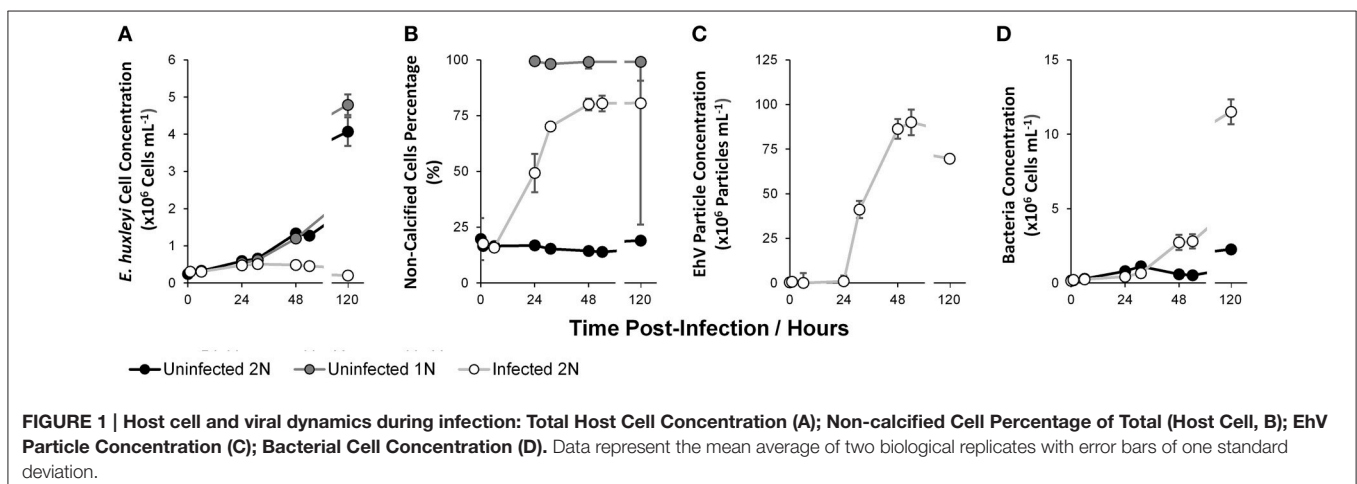 A
B
C
D
E. huxleyi Cell Concentration
(x10⁶ Cells mL⁻¹)
6
5
4
3
2
1
0
0
24
48
120
Non-Calcified Cells Percentage
(%)
100
75
50
25
0
0
24
48
120
EhV Particle Concentration
(x10⁶ Particles mL⁻¹)
125
100
75
50
25
0
0
24
48
120
Bacteria Concentration
(x10⁶ Cells mL⁻¹)
15
10
5
0
0
24
48
120
Time Post-Infection / Hours
Uninfected 2N
Uninfected 1N
Infected 2N
FIGURE 1 | Host cell and viral dynamics during infection: Total Host Cell Concentration (A); Non-calcified Cell Percentage of Total (Host Cell, B); EhV
Particle Concentration (C); Bacterial Cell Concentration (D). Data represent the mean average of two biological replicates with error bars of one standard
deviation.